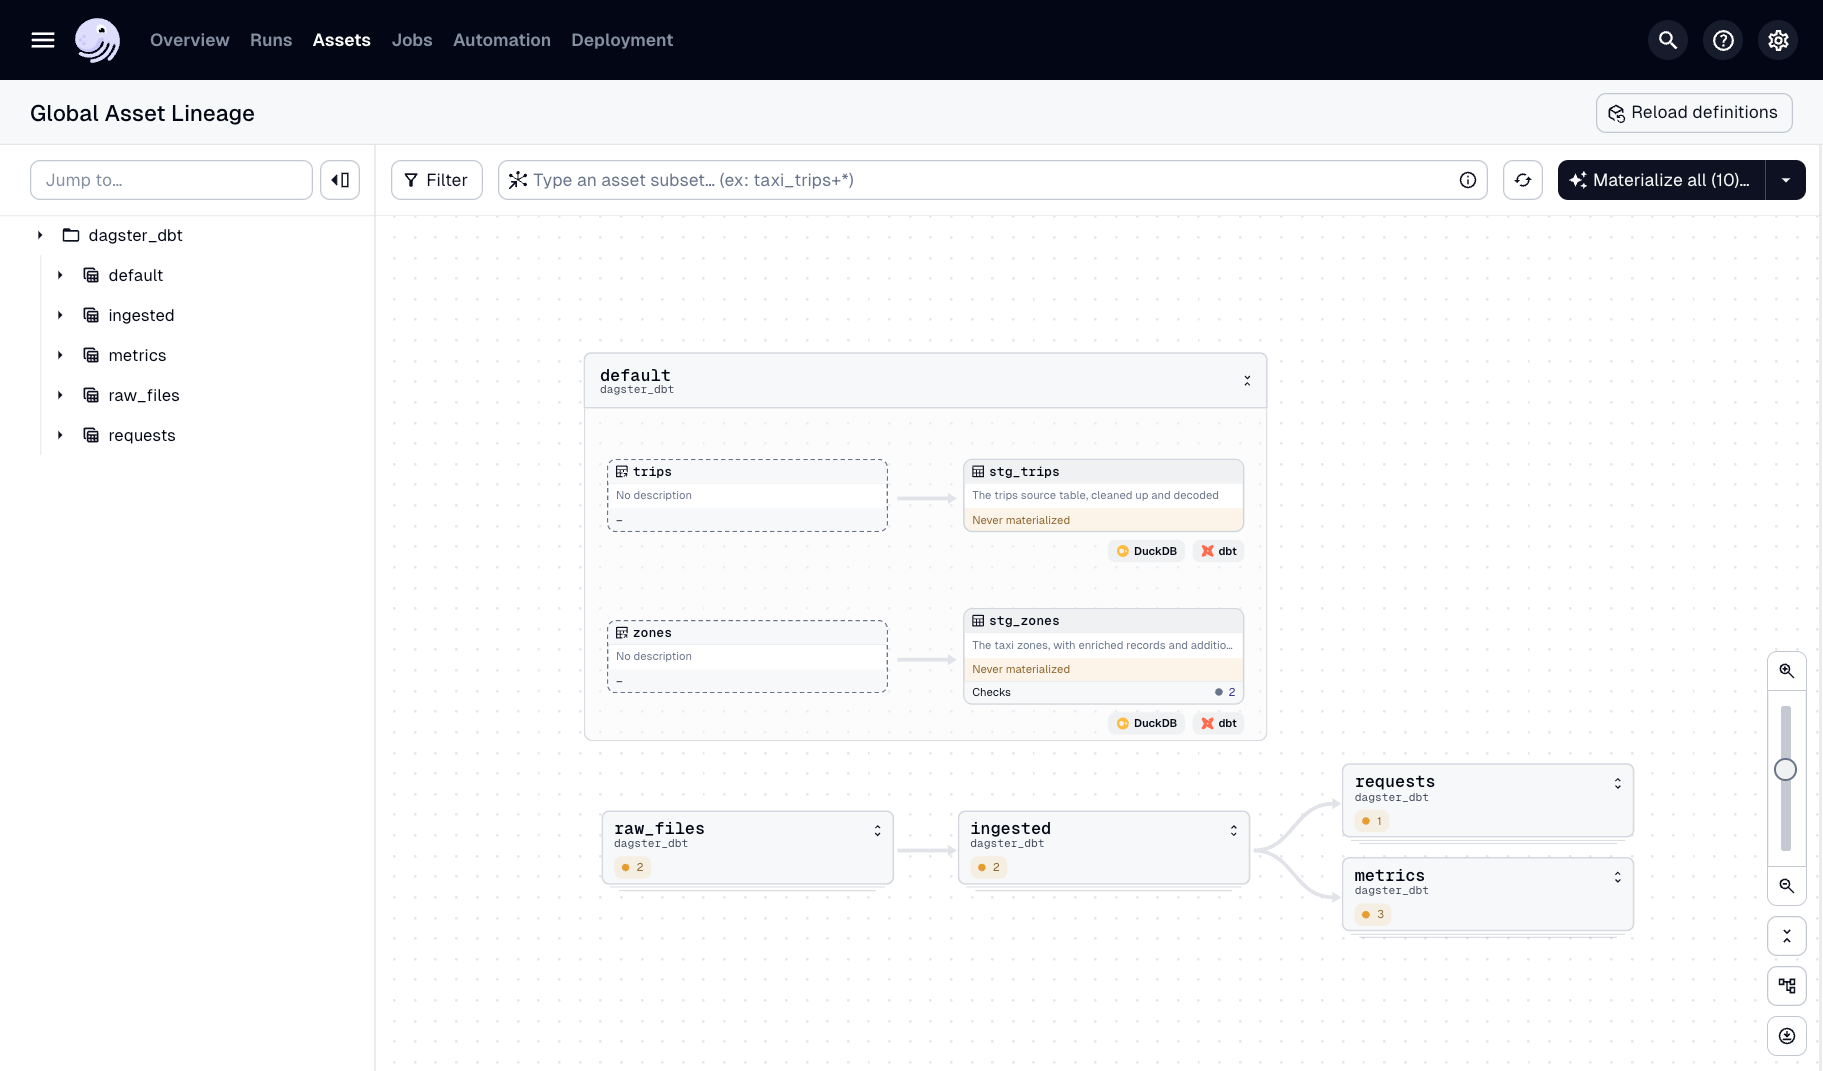 Overview Runs Assets Jobs Automation Deployment
Global Asset Lineage
Reload definitions
Jump to…
Filter
Type an asset subset… (ex: taxi_trips+*)
Materialize all (10)…
dagster_dbt
default
ingested
metrics
raw_files
requests
default
dagster_dbt
trips
No description
–
stg_trips
The trips source table, cleaned up and decoded
Never materialized
DuckDB dbt
zones
No description
–
stg_zones
The taxi zones, with enriched records and additio…
Never materialized
Checks 2
DuckDB dbt
raw_files
dagster_dbt
2
ingested
dagster_dbt
2
requests
dagster_dbt
1
metrics
dagster_dbt
3